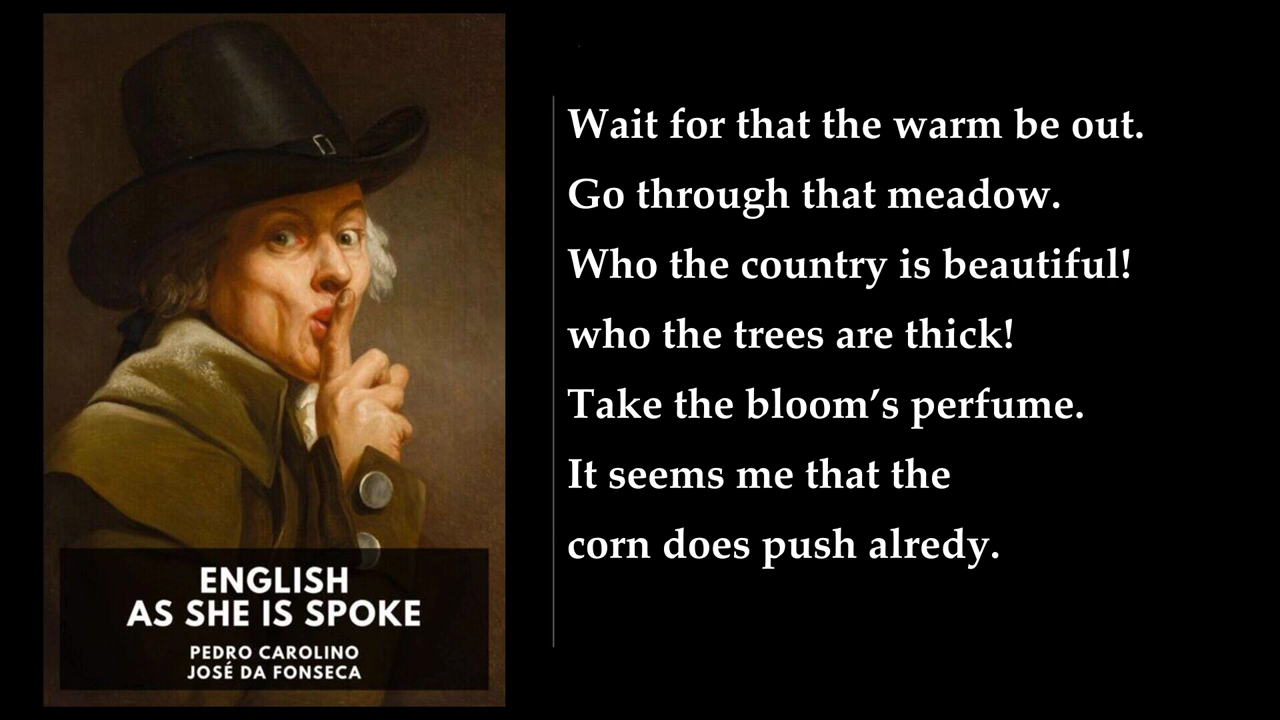 Wait for that the warm be out.
Go through that meadow.
Who the country is beautiful!
who the trees are thick!
Take the bloom’s perfume.
It seems me that the
corn does push alredy.
ENGLISH
AS SHE IS SPOKE
PEDRO CAROLINO
JOSÉ DA FONSECA